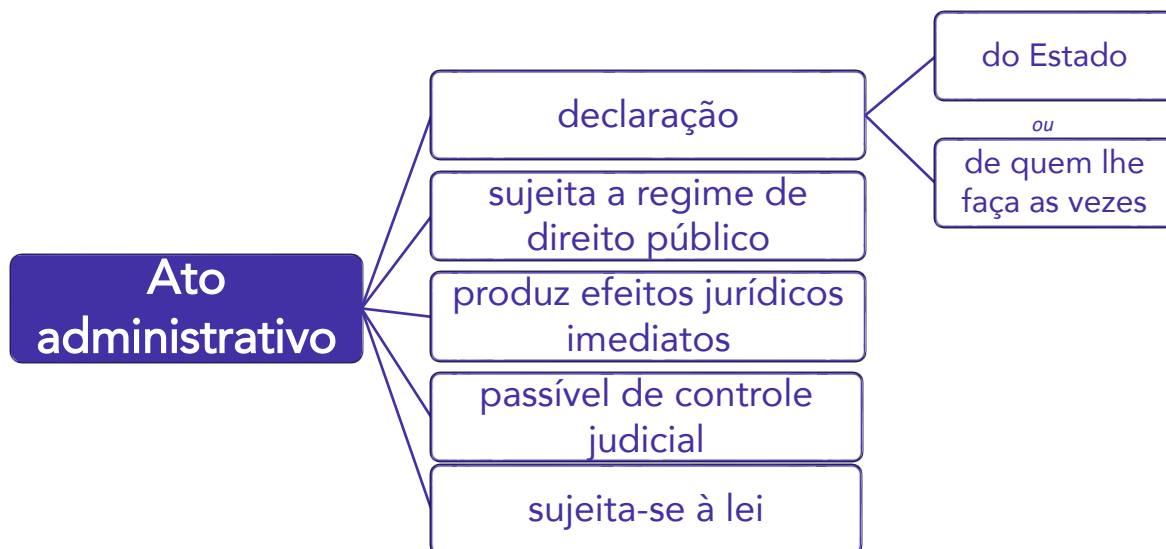 Ato
administrativo
declaração
do Estado
ou
de quem lhe
faça as vezes
sujeita a regime de
direito público
produz efeitos jurídicos
imediatos
passível de controle
judicial
sujeita-se à lei